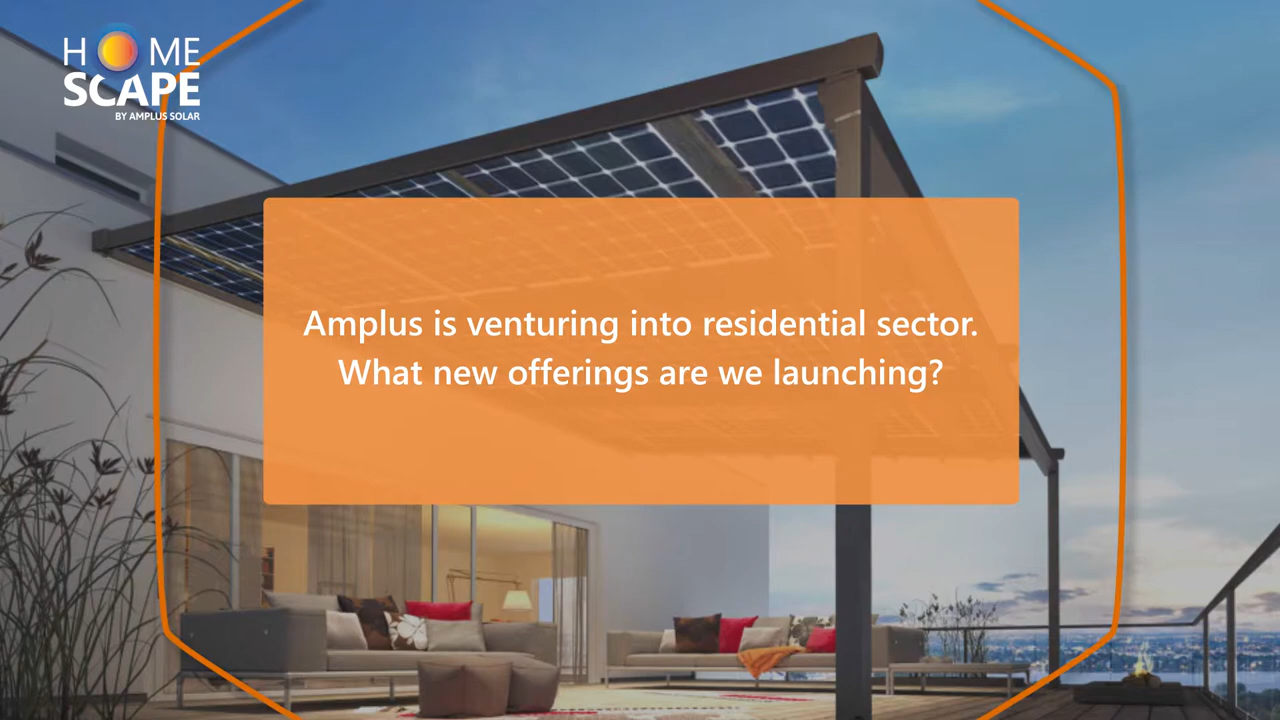 HOME
SCAPE
BY AMPLUS SOLAR
Amplus is venturing into residential sector.
What new offerings are we launching?